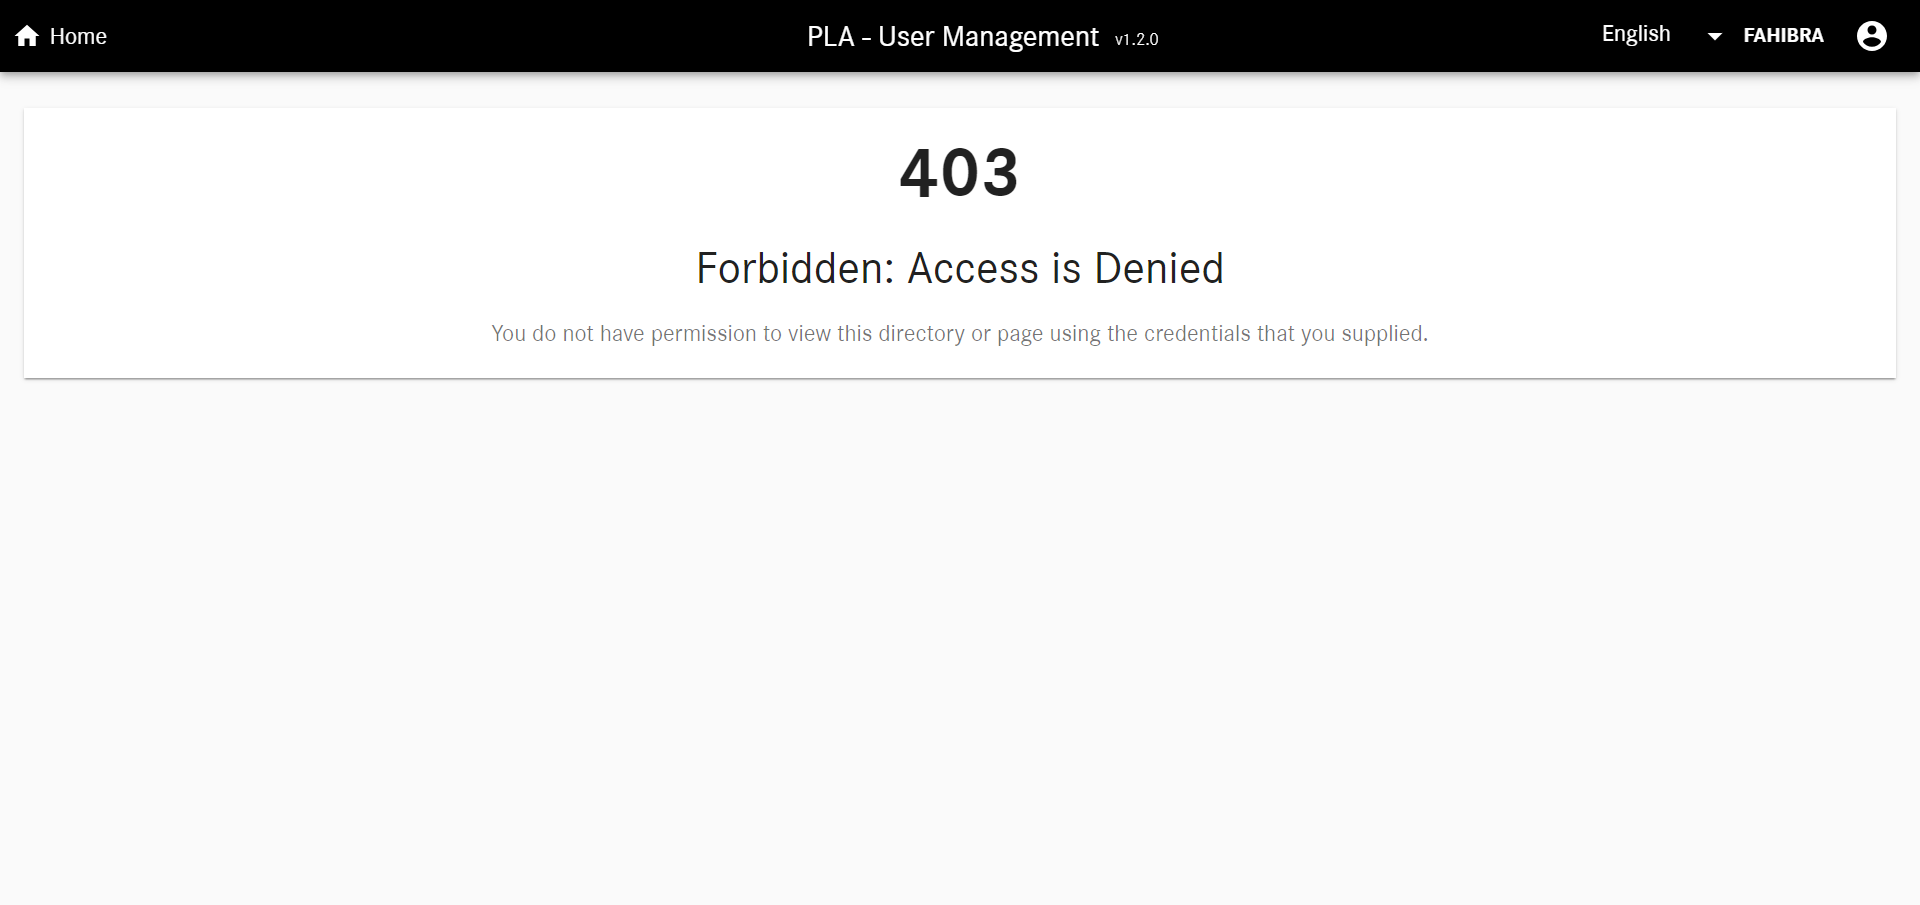 Home
PLA - User Management v1.2.0
English
FAHIBRA
403
Forbidden: Access is Denied
You do not have permission to view this directory or page using the credentials that you supplied.